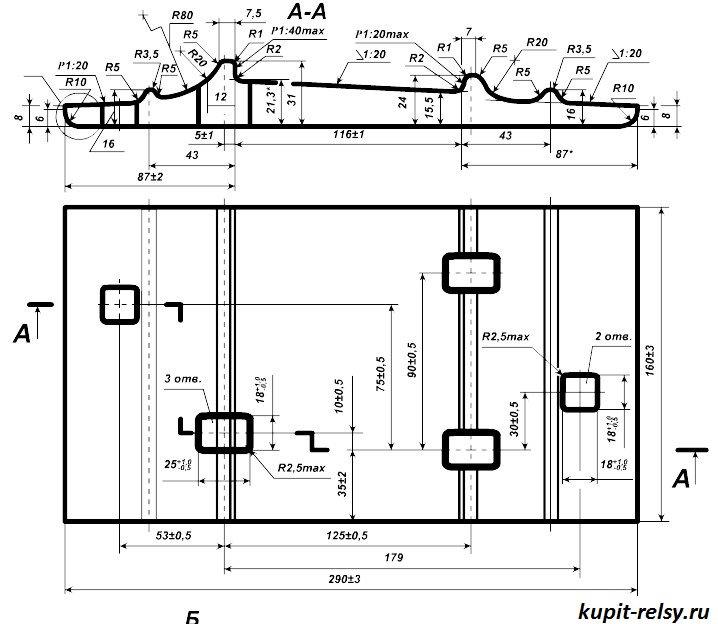 А-А
R80
7,5
R5
R1
Р1:40max
R2
R3,5
R5
R5
R20
Р1:20
R10
8
6
16
12
21,3*
31
1:20
Р1:20max
R1
7
R5
R20
R3,5
R2
R5
R5
1:20
R10
24
15,5
16
6
8
5±1
116±1
43
43
87±2
87*
А
3 отв.
18+1,0-0,5
25+1,0-0,5
R2,5max
10±0,5
35±2
75±0,5
90±0,5
30±0,5
R2,5max
2 отв.
18+1,0-0,5
18+1,0-0,5
160±3
А
53±0,5
125±0,5
179
290±3
Б
kupit-relsy.ru